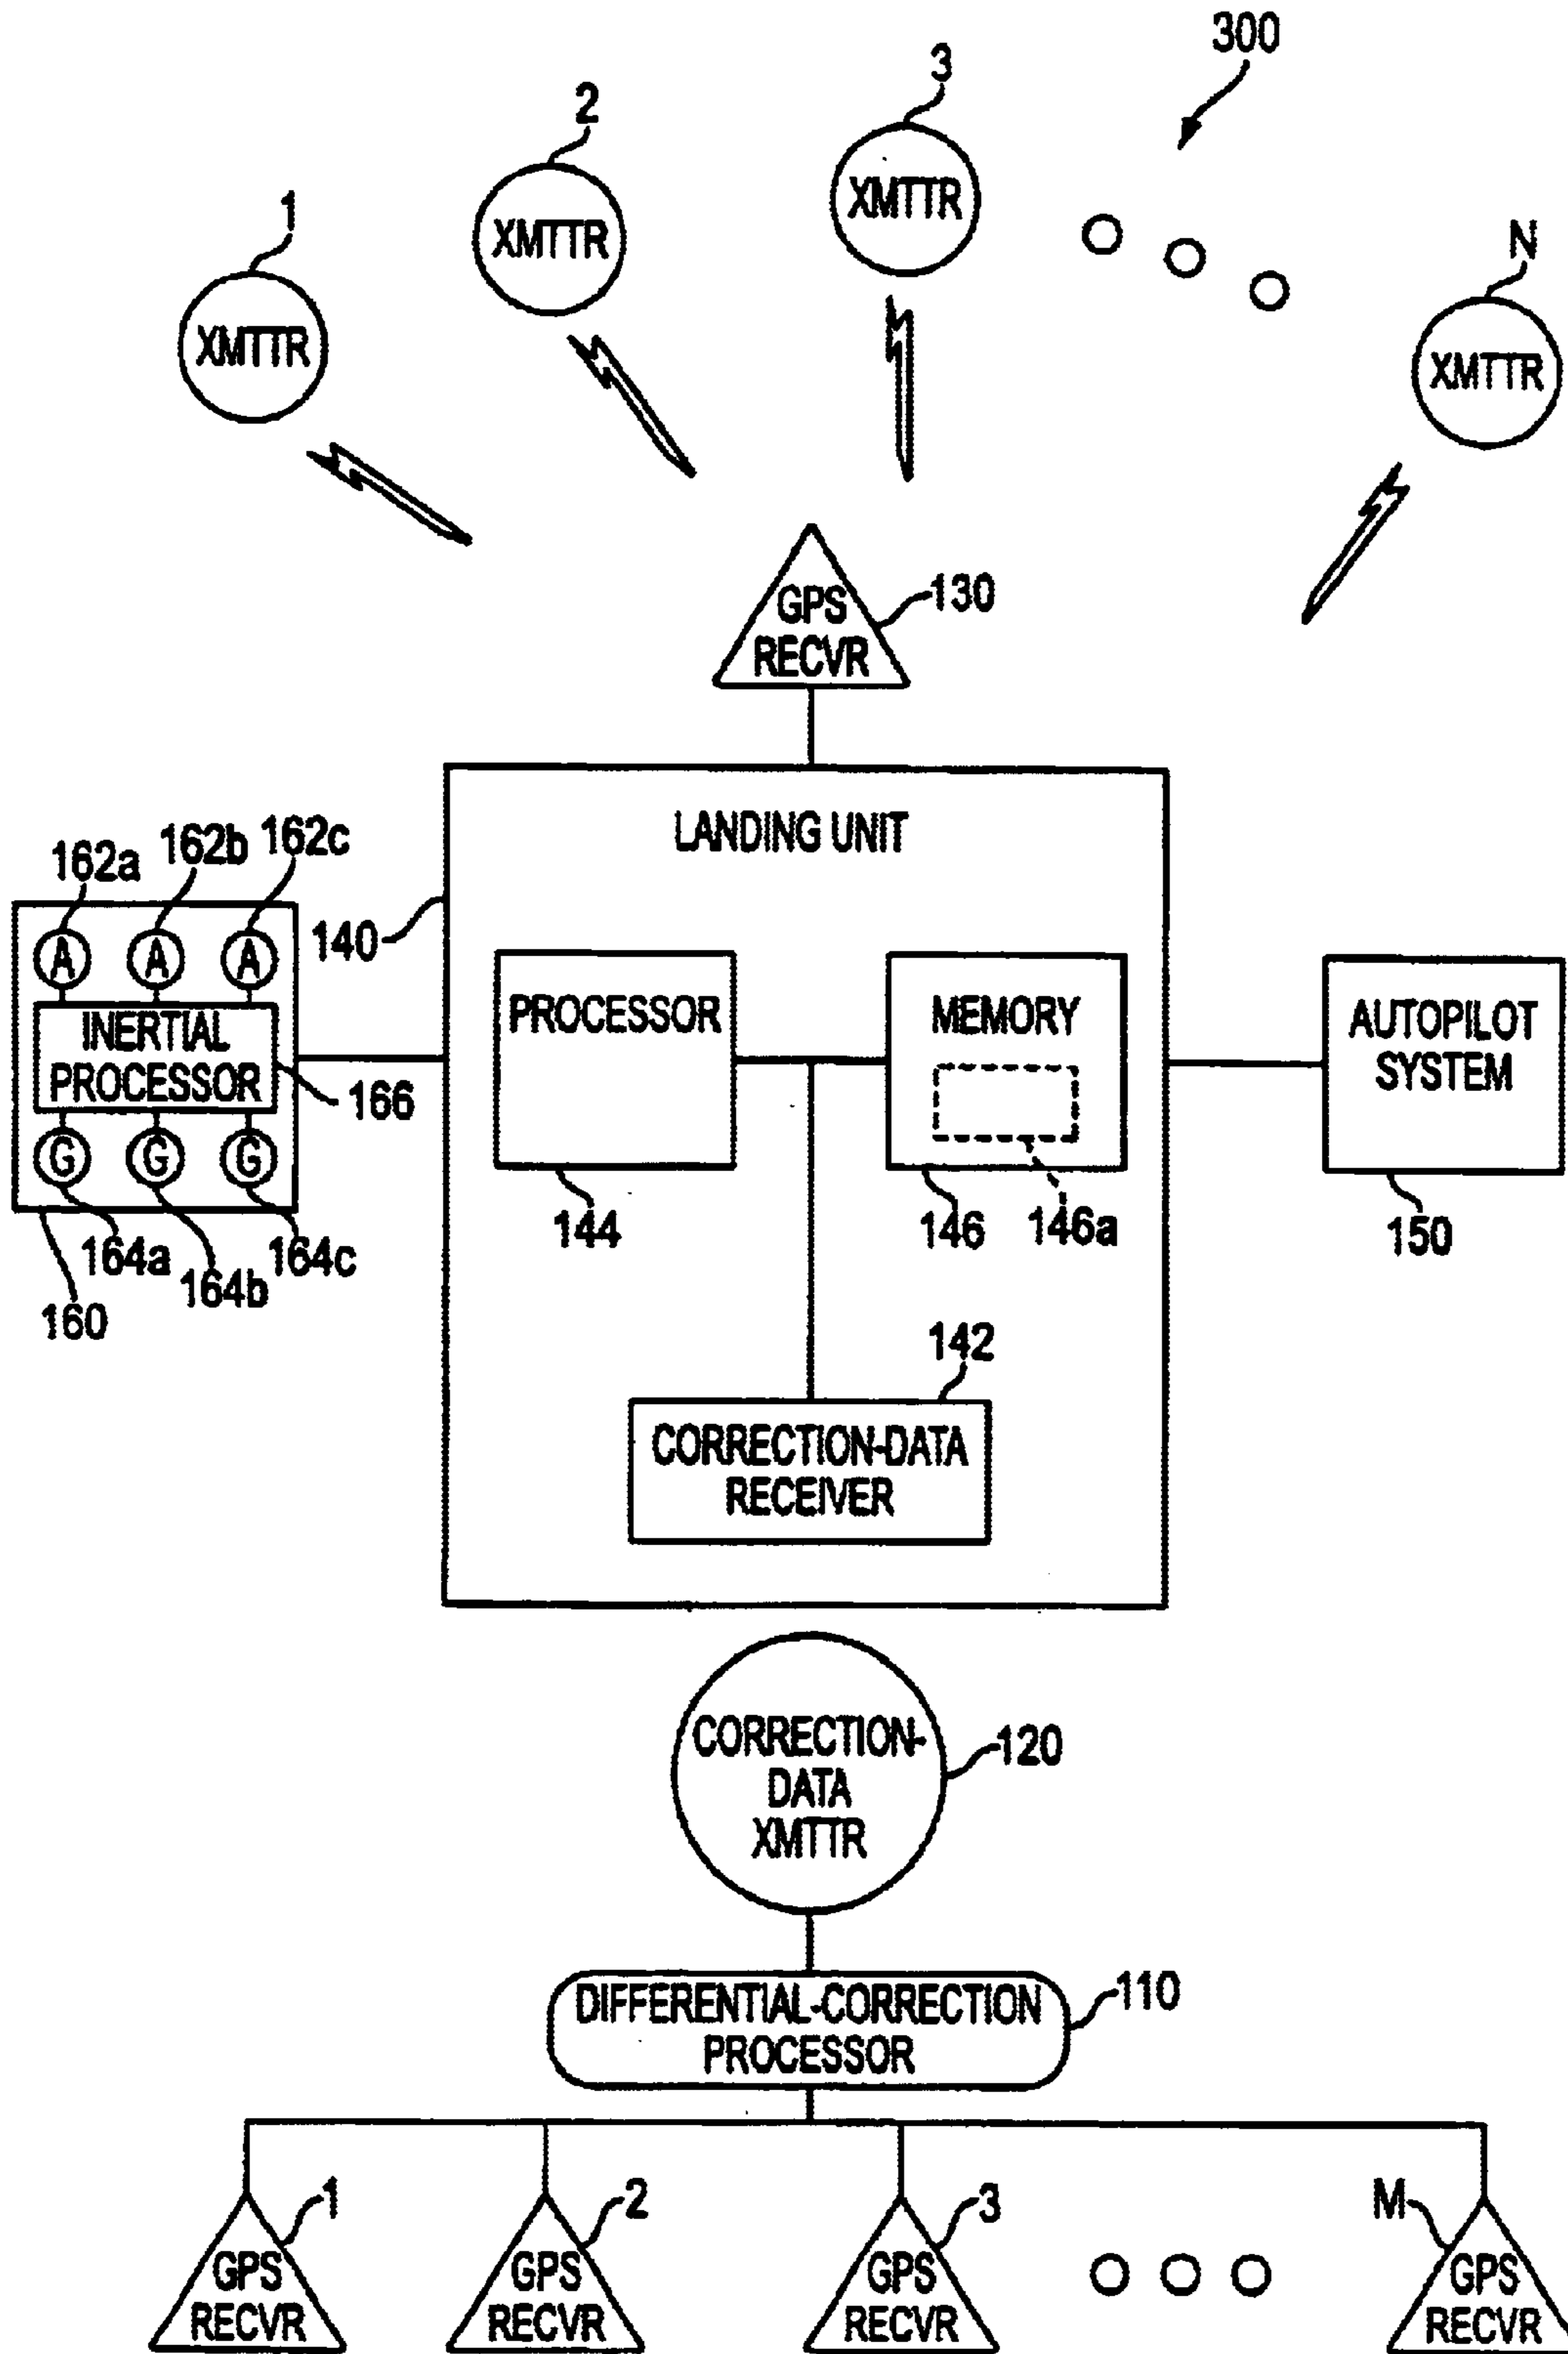 300
3
2
1
N
XMTTR
XMTTR
XMTTR
XMTTR
GPS
RECVR
130
LANDING UNIT
162a
162b
162c
140
A
A
A
INERTIAL
PROCESSOR
166
G
G
G
164a
164b
164c
160
PROCESSOR
144
MEMORY
146
146a
AUTOPILOT
SYSTEM
150
142
CORRECTION-DATA
RECEIVER
CORRECTION-
DATA
XMTTR
120
DIFFERENTIAL-CORRECTION
PROCESSOR
110
1
GPS
RECVR
2
GPS
RECVR
3
GPS
RECVR
M
GPS
RECVR